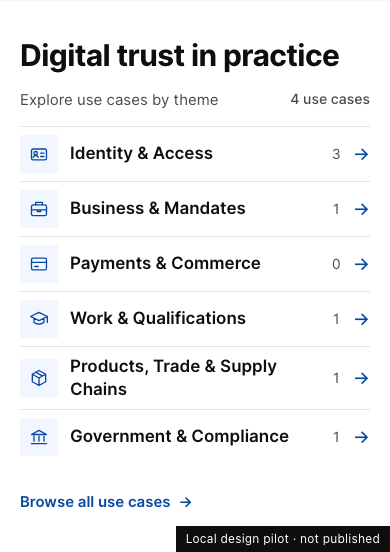 Digital trust in practice
Explore use cases by theme 4 use cases
Identity & Access 3
Business & Mandates 1
Payments & Commerce 0
Work & Qualifications 1
Products, Trade & Supply
Chains 1
Government & Compliance 1
Browse all use cases →
Local design pilot · not published